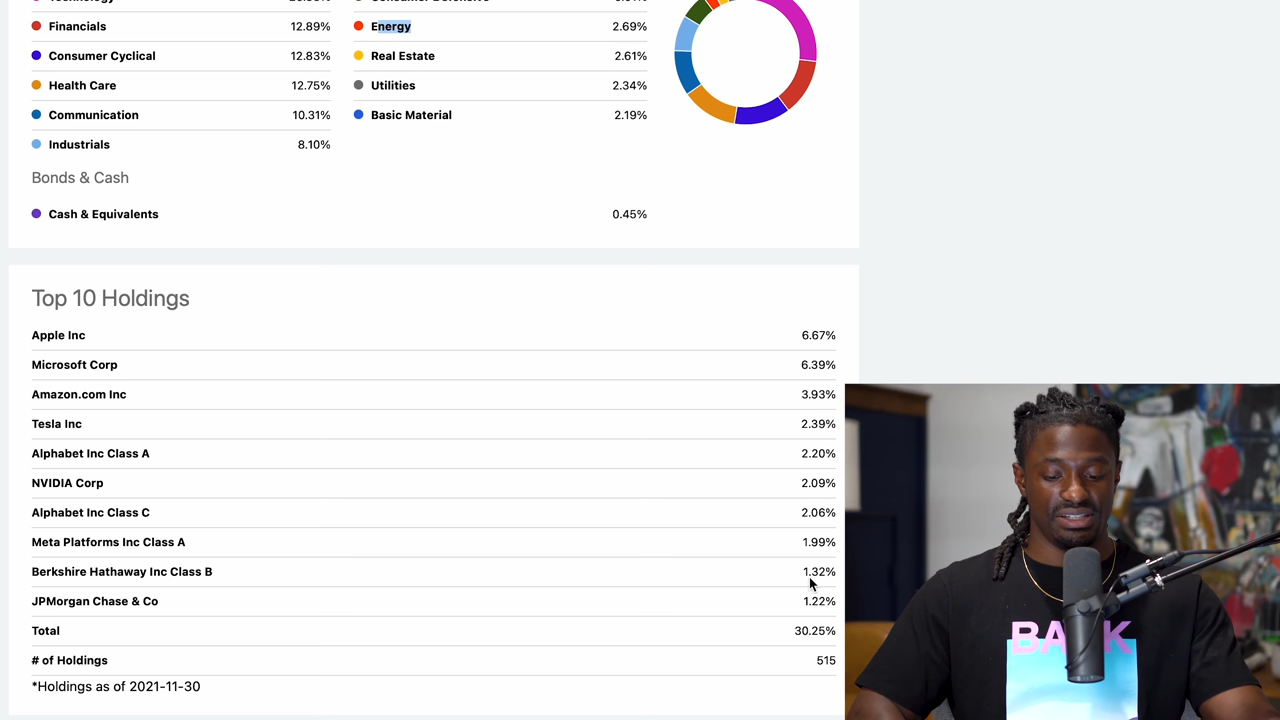 Financials 12.89%
Energy 2.69%
Consumer Cyclical 12.83%
Real Estate 2.61%
Health Care 12.75%
Utilities 2.34%
Communication 10.31%
Basic Material 2.19%
Industrials 8.10%
Bonds & Cash
Cash & Equivalents 0.45%
Top 10 Holdings
Apple Inc 6.67%
Microsoft Corp 6.39%
Amazon.com Inc 3.93%
Tesla Inc 2.39%
Alphabet Inc Class A 2.20%
NVIDIA Corp 2.09%
Alphabet Inc Class C 2.06%
Meta Platforms Inc Class A 1.99%
Berkshire Hathaway Inc Class B 1.32%
JPMorgan Chase & Co 1.22%
Total 30.25%
# of Holdings 515
*Holdings as of 2021-11-30